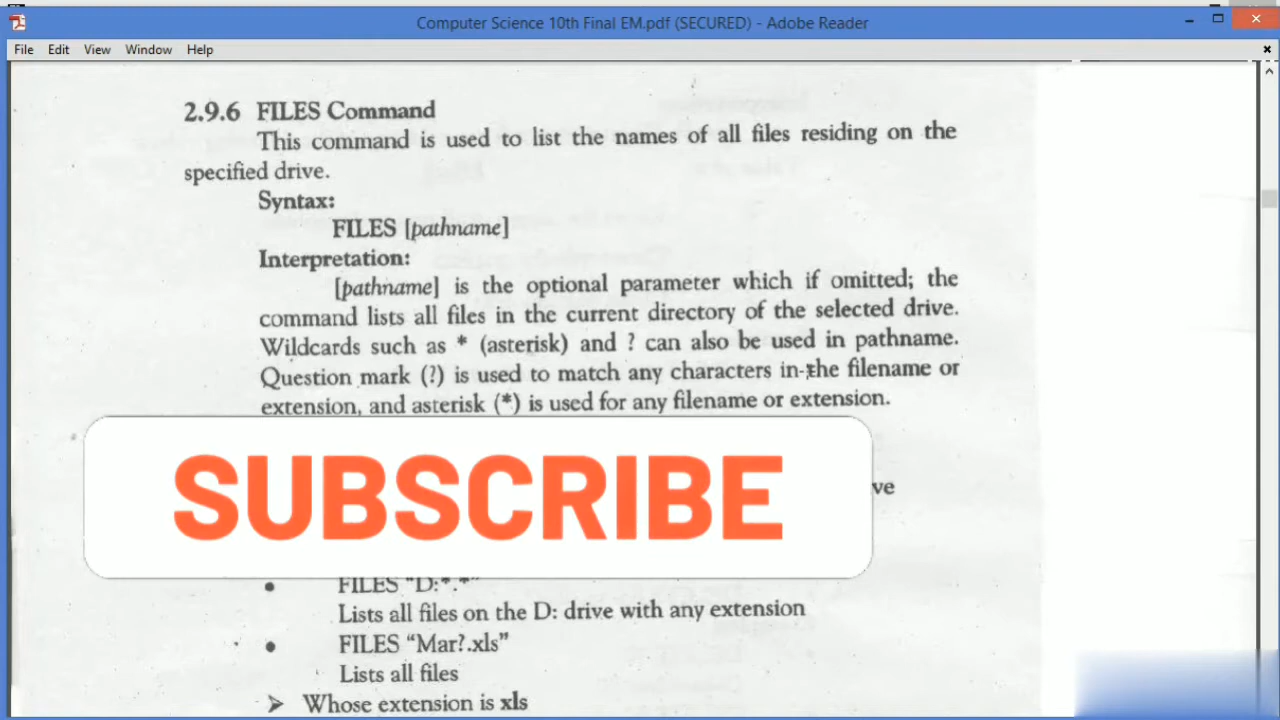 Computer Science 10th Final EM.pdf (SECURED) - Adobe Reader
File Edit View Window Help
2.9.6 FILES Command
This command is used to list the names of all files residing on the
specified drive.
Syntax:
FILES [pathname]
Interpretation:
[pathname] is the optional parameter which if omitted; the
command lists all files in the current directory of the selected drive.
Wildcards such as * (asterisk) and ? can also be used in pathname.
Question mark (?) is used to match any characters in the filename or
extension, and asterisk (*) is used for any filename or extension.
ve
SUBSCRIBE
• FILES "D:*.*"
Lists all files on the D: drive with any extension
• FILES “Mar?.xls”
Lists all files
➢ Whose extension is xls